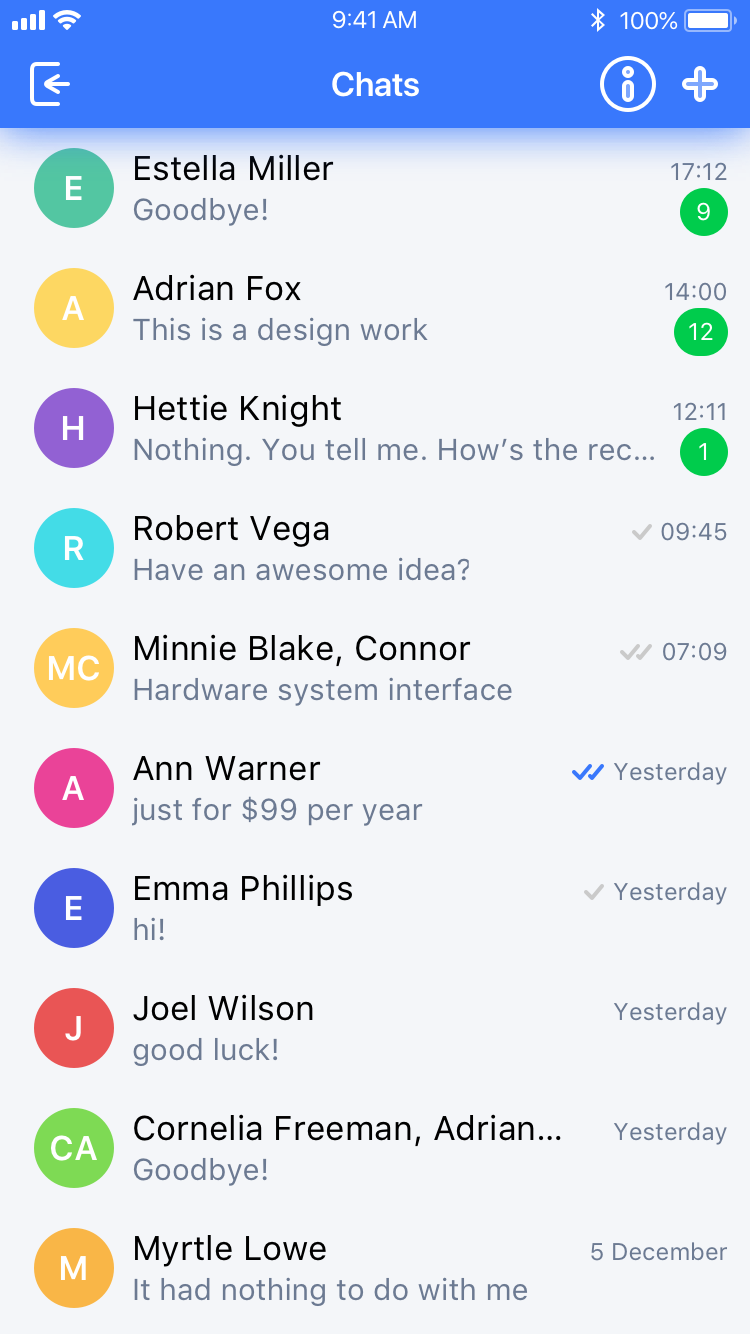 9:41 AM 100%
Chats
E Estella Miller 17:12
Goodbye! 9
A Adrian Fox 14:00
This is a design work 12
H Hettie Knight 12:11
Nothing. You tell me. How’s the rec... 1
R Robert Vega 09:45
Have an awesome idea?
MC Minnie Blake, Connor 07:09
Hardware system interface
A Ann Warner Yesterday
just for $99 per year
E Emma Phillips Yesterday
hi!
J Joel Wilson Yesterday
good luck!
CA Cornelia Freeman, Adrian... Yesterday
Goodbye!
M Myrtle Lowe 5 December
It had nothing to do with me